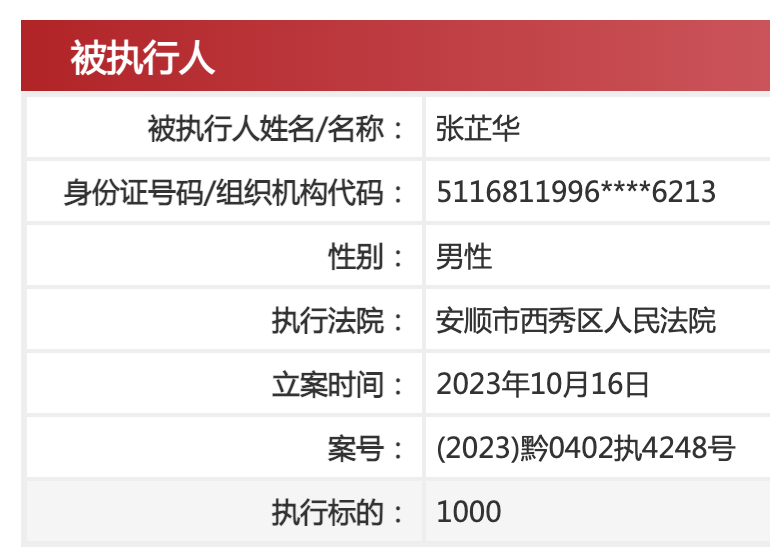 被执行人
被执行人姓名/名称： 张芷华
身份证号码/组织机构代码： 5116811996****6213
性别： 男性
执行法院： 安顺市西秀区人民法院
立案时间： 2023年10月16日
案号： (2023)黔0402执4248号
执行标的： 1000